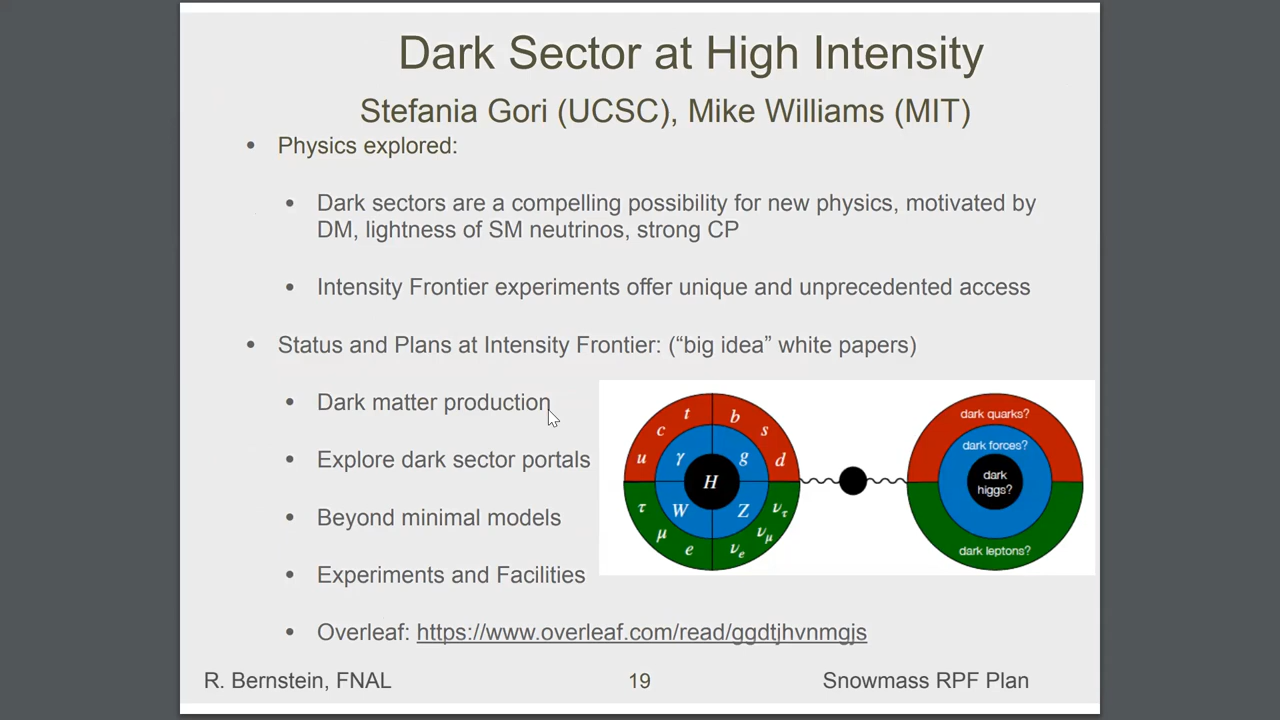 Dark Sector at High Intensity
Stefania Gori (UCSC), Mike Williams (MIT)
• Physics explored:
• Dark sectors are a compelling possibility for new physics, motivated by
DM, lightness of SM neutrinos, strong CP
• Intensity Frontier experiments offer unique and unprecedented access
• Status and Plans at Intensity Frontier: (“big idea” white papers)
• Dark matter production
• Explore dark sector portals
• Beyond minimal models
• Experiments and Facilities
t b
c s
u γ g d
H
τ W Z ντ
μ νμ
e νe
dark quarks?
dark forces?
dark
higgs?
dark leptons?
• Overleaf: https://www.overleaf.com/read/ggdtjhvnmgjs
R. Bernstein, FNAL
19
Snowmass RPF Plan